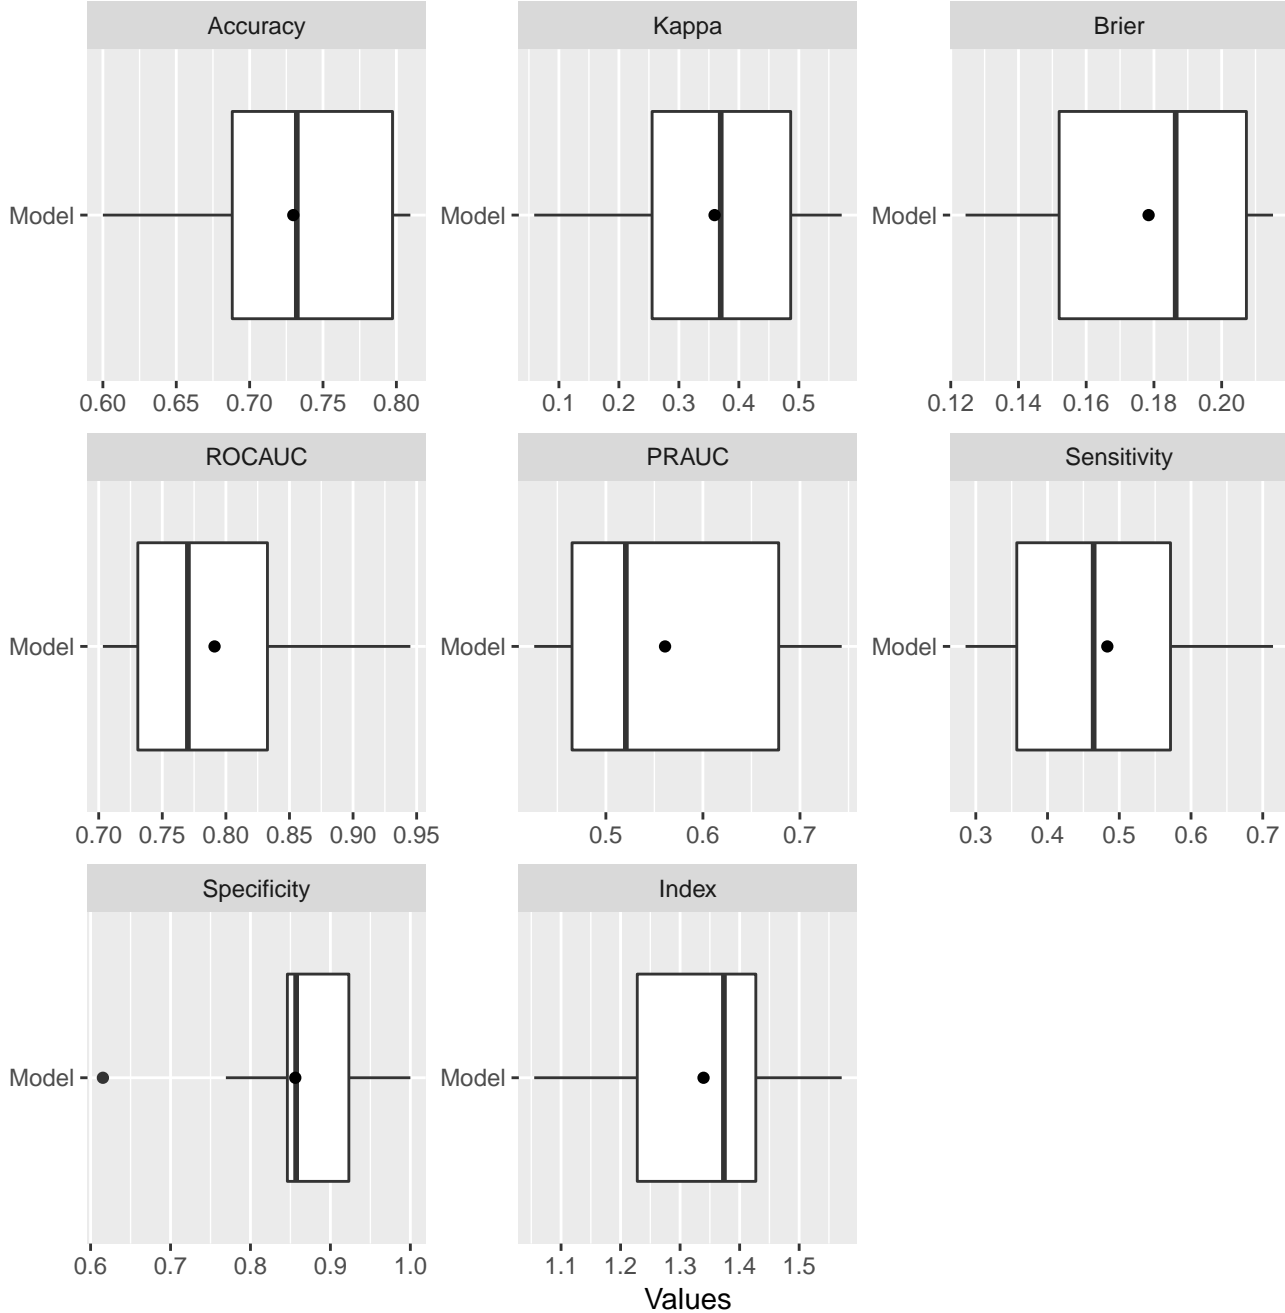 Accuracy Kappa Brier
Model Model Model
0.60 0.65 0.70 0.75 0.80 0.1 0.2 0.3 0.4 0.5 0.12 0.14 0.16 0.18 0.20
ROCAUC PRAUC Sensitivity
Model Model Model
0.70 0.75 0.80 0.85 0.90 0.95 0.5 0.6 0.7 0.3 0.4 0.5 0.6 0.7
Specificity Index
Model Model
0.6 0.7 0.8 0.9 1.0 1.1 1.2 1.3 1.4 1.5
Values